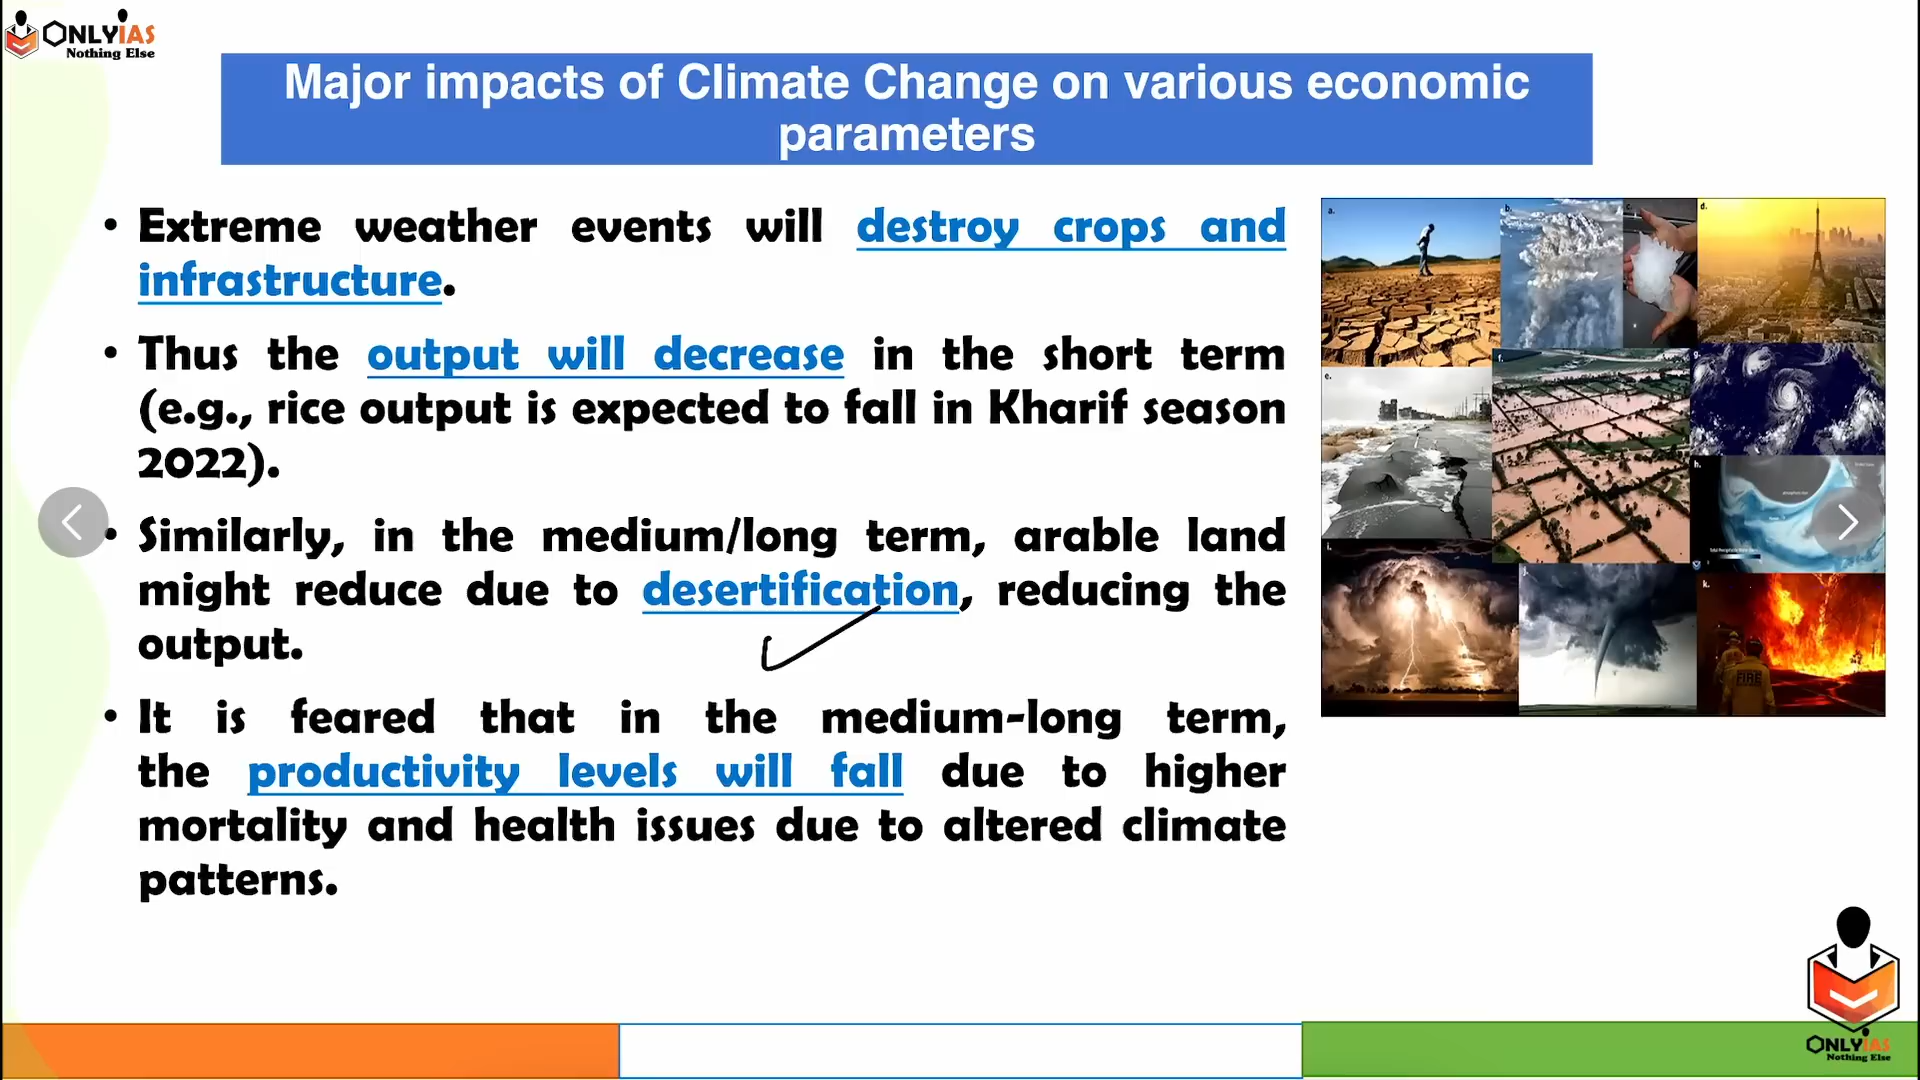 ONLYIAS
Nothing Else
Major impacts of Climate Change on various economic
parameters
• Extreme weather events will destroy crops and
infrastructure.
• Thus the output will decrease in the short term
(e.g., rice output is expected to fall in Kharif season
2022).
• Similarly, in the medium/long term, arable land
might reduce due to desertification, reducing the
output.
• It is feared that in the medium-long term,
the productivity levels will fall due to higher
mortality and health issues due to altered climate
patterns.
a.
b.
c.
d.
e.
f.
g.
h.
i.
j.
k.
FIRE
ONLYIAS
Nothing Else